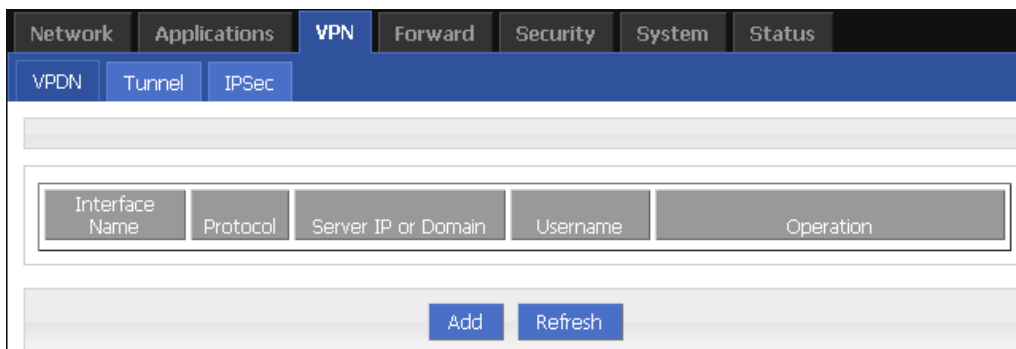 Network Applications VPN Forward Security System Status
VPDN Tunnel IPSec
Interface
Name Protocol Server IP or Domain Username Operation
Add Refresh